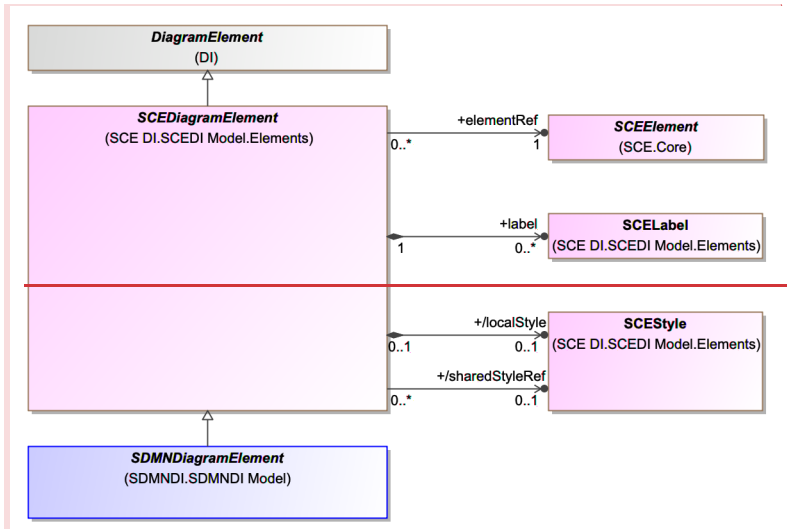 DiagramElement
(DI)
SCEDiagramElement
(SCE DI.SCEDI Model.Elements)
+elementRef
0..*
1
SCEElement
(SCE.Core)
+label
1
0..*
SCELabel
(SCE DI.SCEDI Model.Elements)
+/localStyle
0..1
0..1
SCEStyle
(SCE DI.SCEDI Model.Elements)
+/sharedStyleRef
0..*
0..1
SDMNDiagramElement
(SDMNDI.SDMNDI Model)